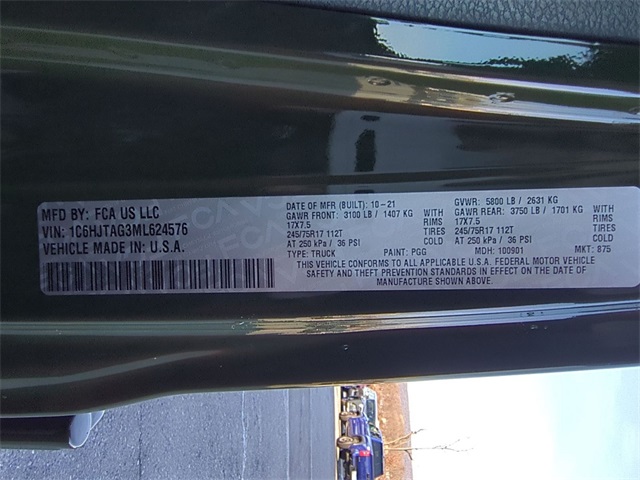 MFD BY: FCA US LLC
VIN: 1C6HJTAG3ML624576
VEHICLE MADE IN U.S.A.
DATE OF MFR (BUILT): 10-21 GVWR: 5800 LB / 2631 KG
GAWR FRONT: 3100 LB / 1407 KG WITH GAWR REAR: 3750 LB / 1701 KG WITH
17X7.5 RIMS 17X7.5 RIMS
245/75R17 112T TIRES 245/75R17 112T TIRES
AT 250 kPa / 36 PSI COLD AT 250 kPa / 36 PSI COLD
TYPE: TRUCK PAINT: PGG MDH: 100901 MKT: 875
THIS VEHICLE CONFORMS TO ALL APPLICABLE U.S.A. FEDERAL MOTOR VEHICLE
SAFETY AND THEFT PREVENTION STANDARDS IN EFFECT ON THE DATE OF
MANUFACTURE SHOWN ABOVE.